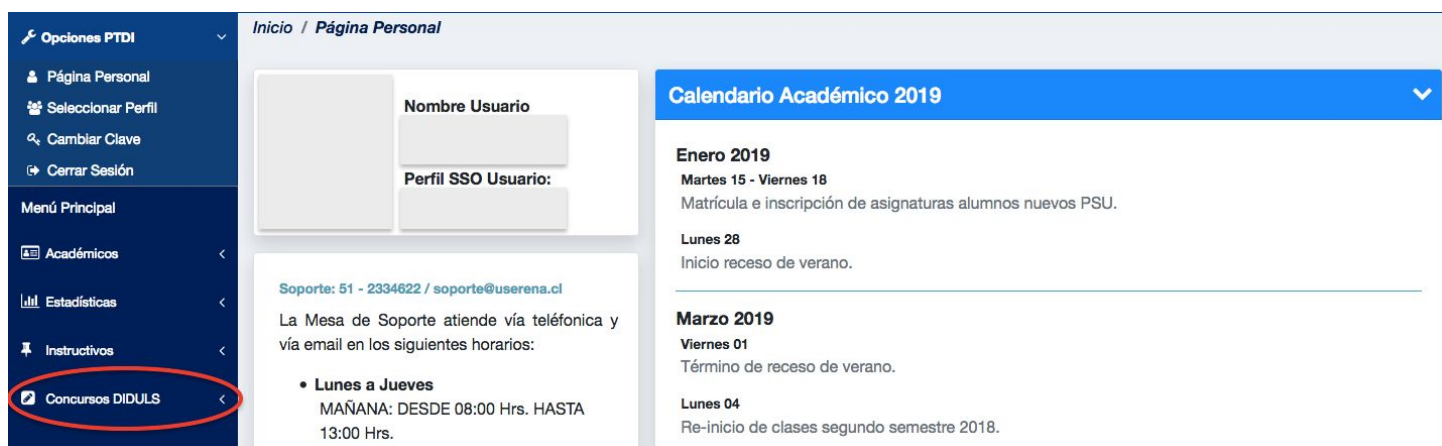 Opciones PTDI
Página Personal
Seleccionar Perfil
Cambiar Clave
Cerrar Sesión
Menú Principal
Académicos
Estadísticas
Instructivos
Concursos DIDULS
Inicio / Página Personal
Nombre Usuario
Perfil SSO Usuario:
Soporte: 51 - 2334622 / soporte@userena.cl
La Mesa de Soporte atiende vía teléfonica y
vía email en los siguientes horarios:
• Lunes a Jueves
MAÑANA: DESDE 08:00 Hrs. HASTA
13:00 Hrs.
Calendario Académico 2019
Enero 2019
Martes 15 - Viernes 18
Matrícula e inscripción de asignaturas alumnos nuevos PSU.
Lunes 28
Inicio receso de verano.
Marzo 2019
Viernes 01
Término de receso de verano.
Lunes 04
Re-inicio de clases segundo semestre 2018.